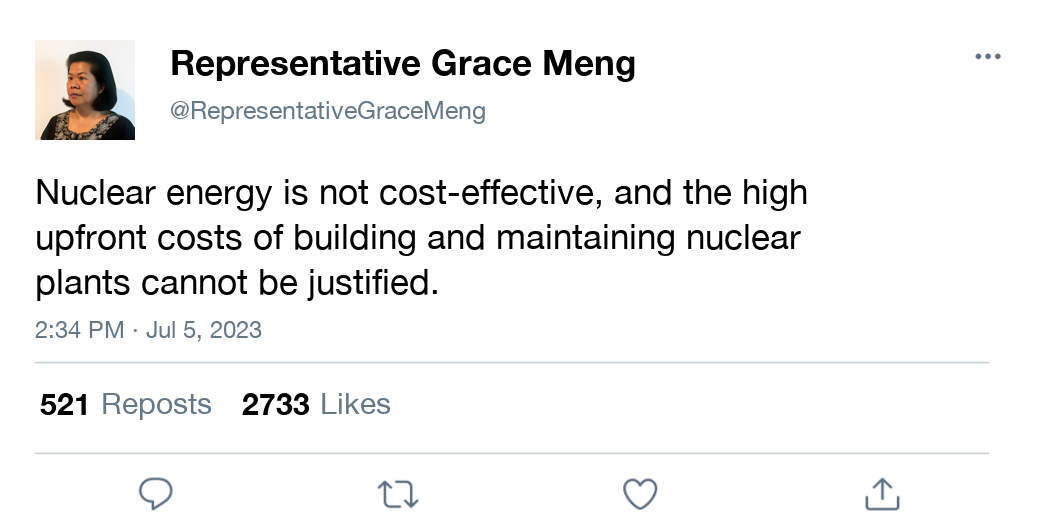 Representative Grace Meng
@RepresentativeGraceMeng
Nuclear energy is not cost-effective, and the high
upfront costs of building and maintaining nuclear
plants cannot be justified.
2:34 PM · Jul 5, 2023
521 Reposts 2733 Likes